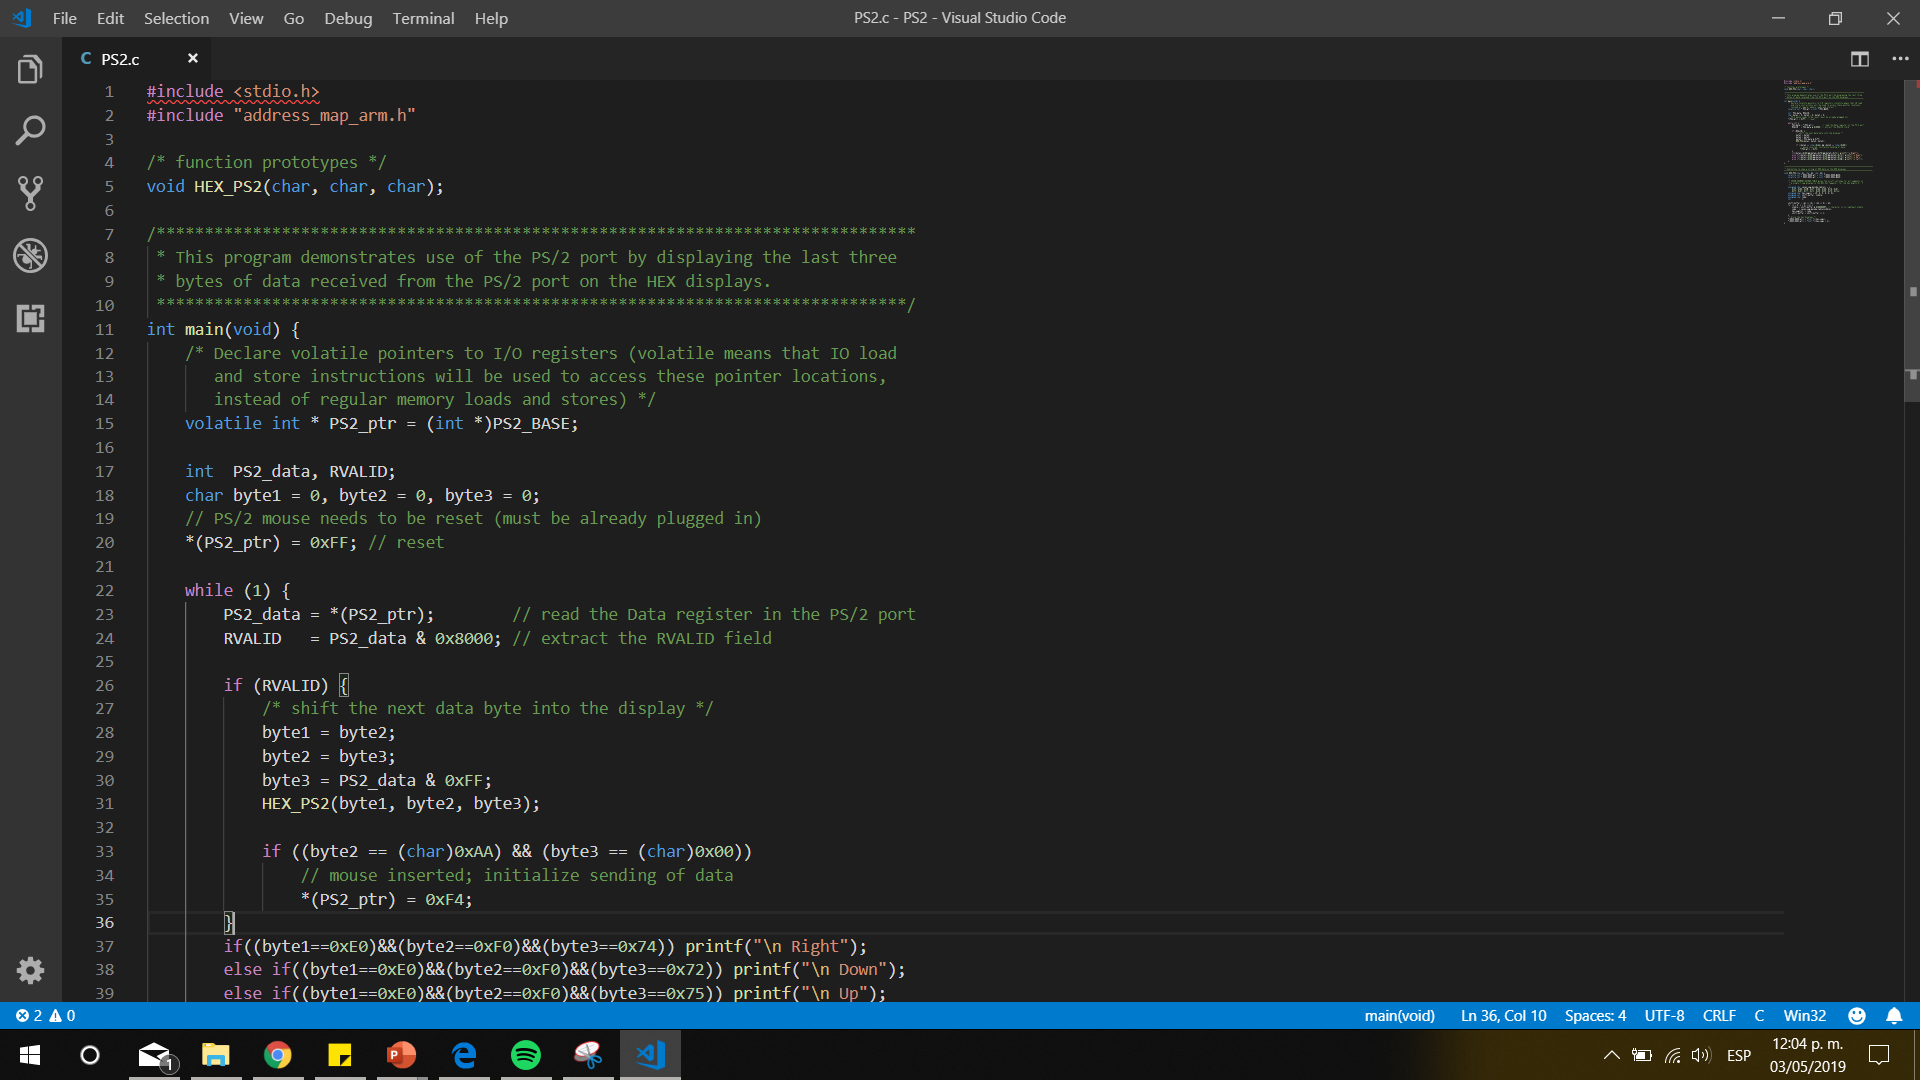 File Edit Selection View Go Debug Terminal Help
PS2.c - PS2 - Visual Studio Code
C PS2.c ×
1 #include <stdio.h>
2 #include "address_map_arm.h"
3
4 /* function prototypes */
5 void HEX_PS2(char, char, char);
6
7 /*******************************************************************************
8  * This program demonstrates use of the PS/2 port by displaying the last three
9  * bytes of data received from the PS/2 port on the HEX displays.
10  ******************************************************************************/
11 int main(void) {
12     /* Declare volatile pointers to I/O registers (volatile means that IO load
13        and store instructions will be used to access these pointer locations,
14        instead of regular memory loads and stores) */
15     volatile int * PS2_ptr = (int *)PS2_BASE;
16
17     int  PS2_data, RVALID;
18     char byte1 = 0, byte2 = 0, byte3 = 0;
19     // PS/2 mouse needs to be reset (must be already plugged in)
20     *(PS2_ptr) = 0xFF; // reset
21
22     while (1) {
23         PS2_data = *(PS2_ptr);        // read the Data register in the PS/2 port
24         RVALID   = PS2_data & 0x8000; // extract the RVALID field
25
26         if (RVALID) {
27             /* shift the next data byte into the display */
28             byte1 = byte2;
29             byte2 = byte3;
30             byte3 = PS2_data & 0xFF;
31             HEX_PS2(byte1, byte2, byte3);
32
33             if ((byte2 == (char)0xAA) && (byte3 == (char)0x00))
34                 // mouse inserted; initialize sending of data
35                 *(PS2_ptr) = 0xF4;
36         }
37         if((byte1==0xE0)&&(byte2==0xF0)&&(byte3==0x74)) printf("\n Right");
38         else if((byte1==0xE0)&&(byte2==0xF0)&&(byte3==0x72)) printf("\n Down");
39         else if((byte1==0xE0)&&(byte2==0xF0)&&(byte3==0x75)) printf("\n Up");
2 0 main(void) Ln 36, Col 10 Spaces: 4 UTF-8 CRLF C Win32
1 ESP 12:04 p. m.
03/05/2019